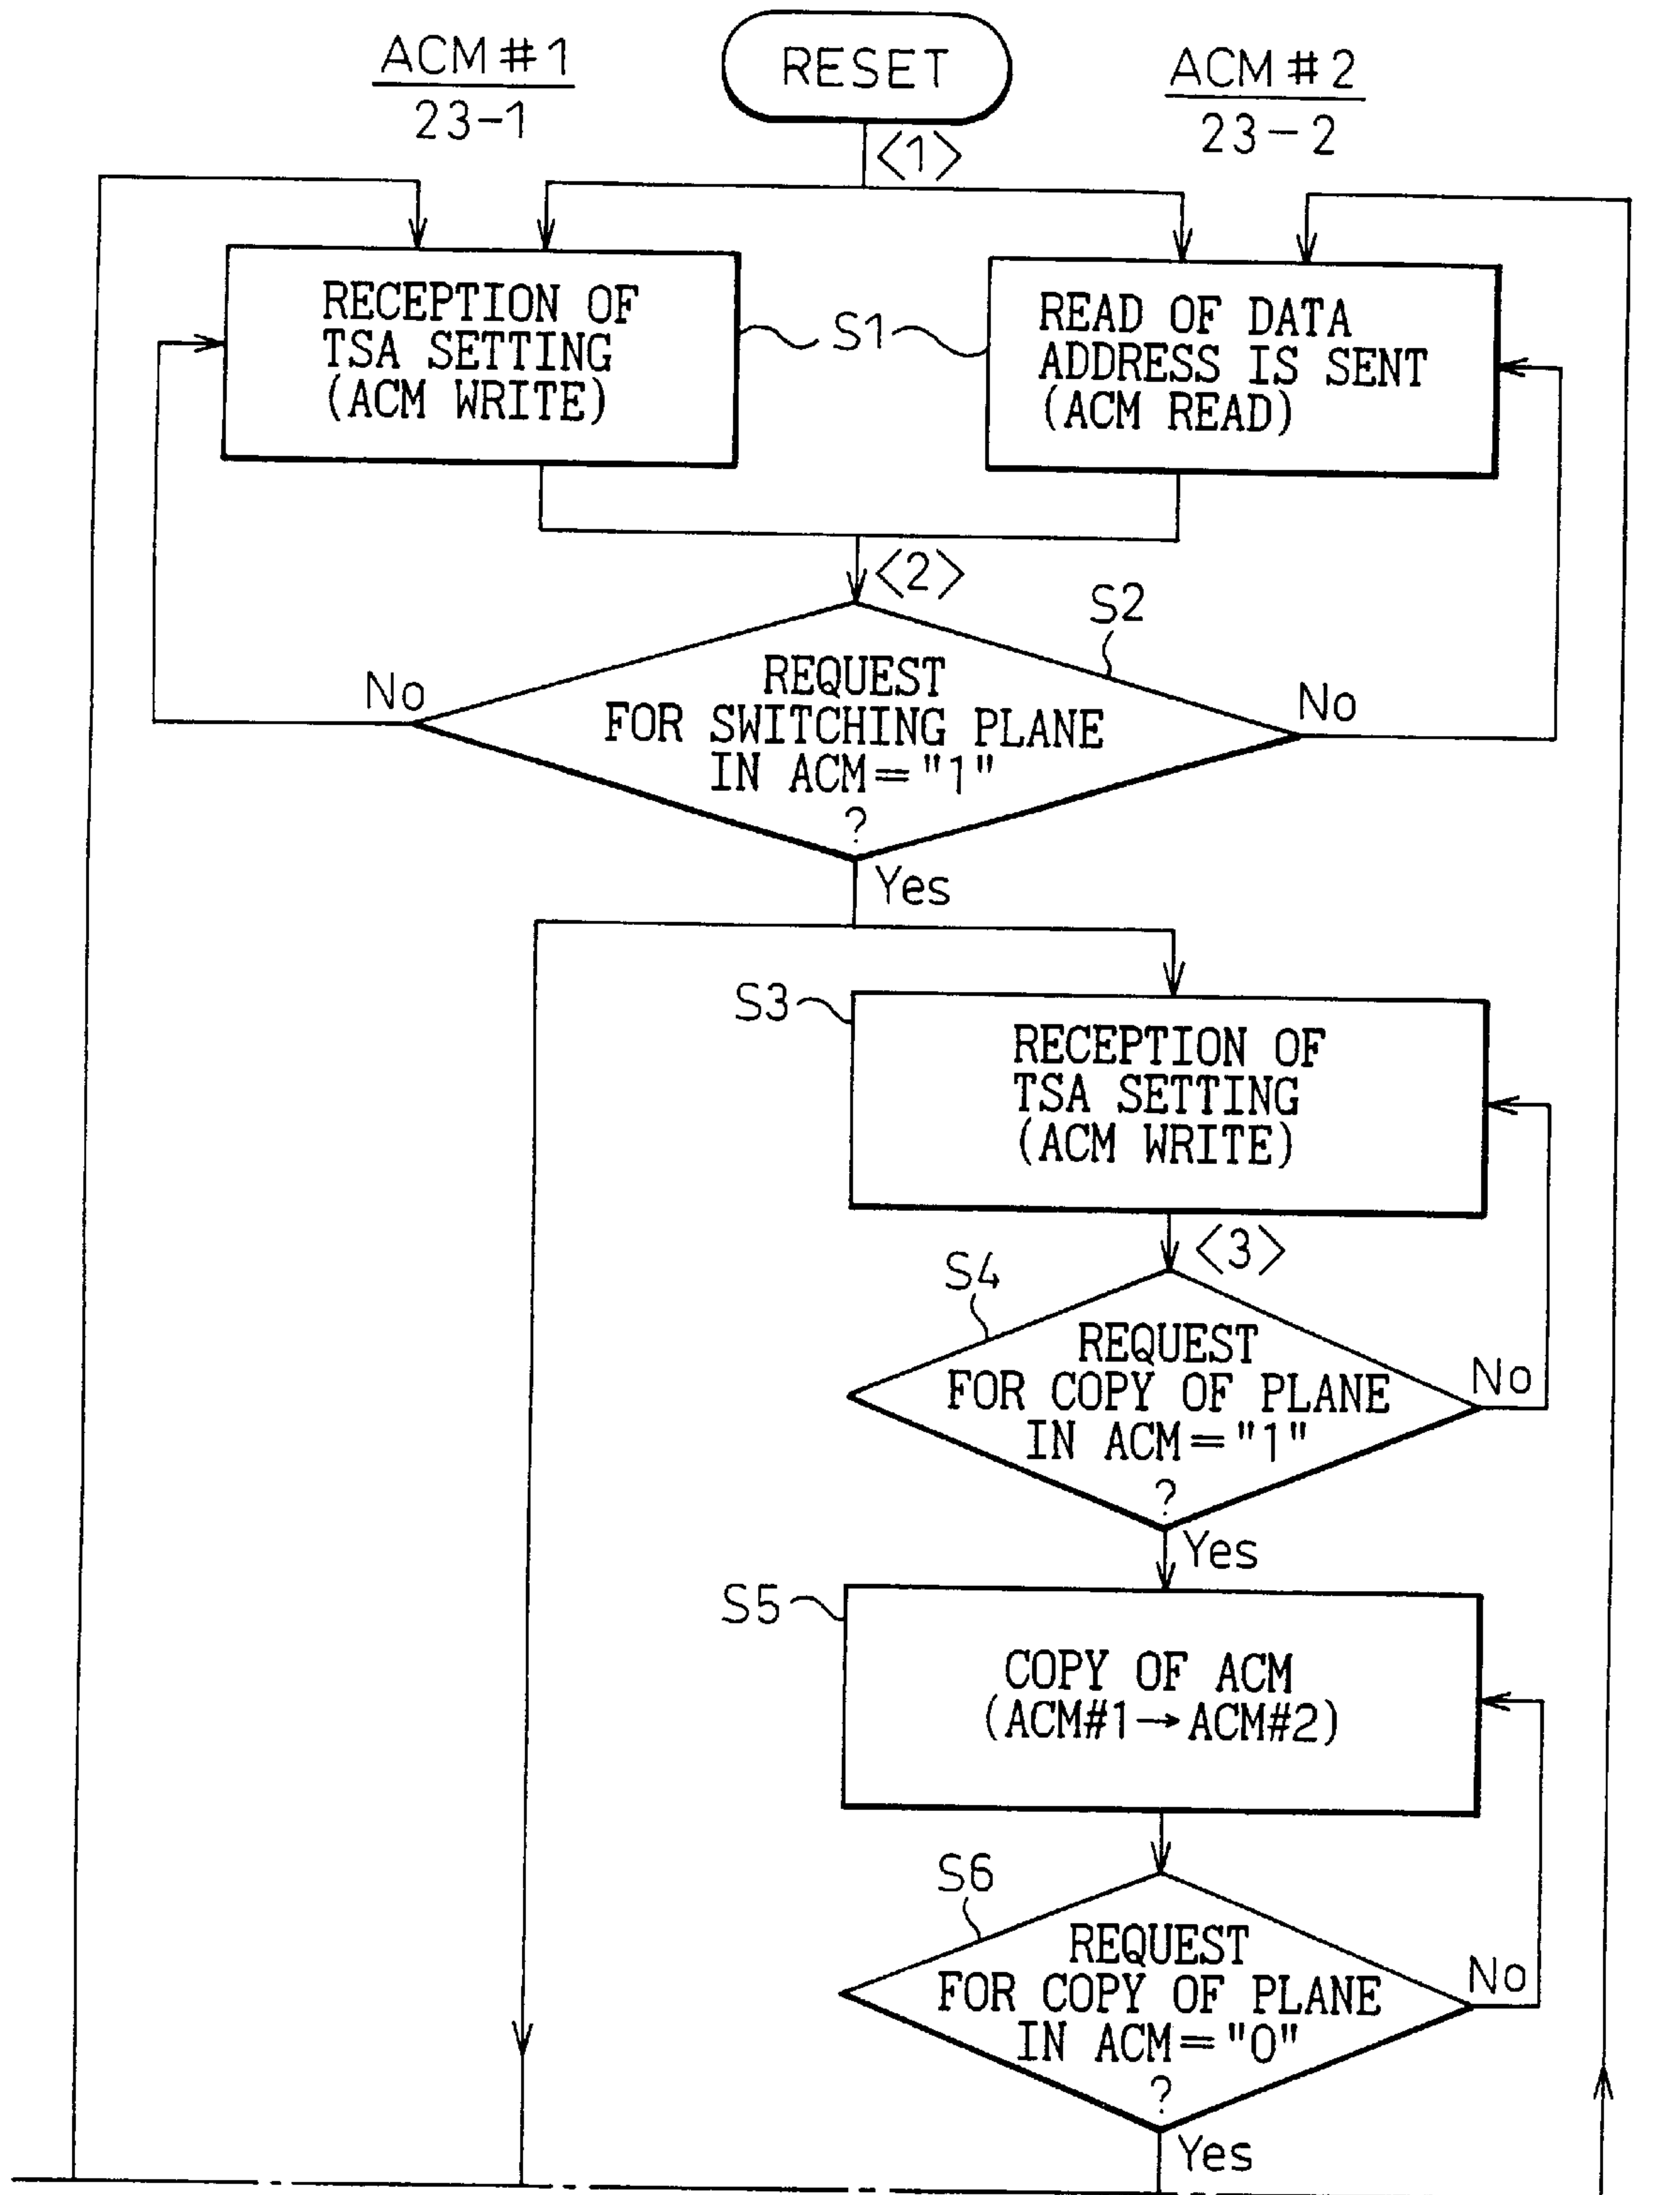 ACM #1
23-1
RESET
ACM #2
23-2
<1>
RECEPTION OF
TSA SETTING
(ACM WRITE)
S1
READ OF DATA
ADDRESS IS SENT
(ACM READ)
<2>
S2
No
REQUEST
FOR SWITCHING PLANE
IN ACM="1"
?
No
Yes
S3
RECEPTION OF
TSA SETTING
(ACM WRITE)
<3>
S4
REQUEST
FOR COPY OF PLANE
IN ACM="1"
?
No
Yes
S5
COPY OF ACM
(ACM#1→ACM#2)
S6
REQUEST
FOR COPY OF PLANE
IN ACM="0"
?
No
Yes